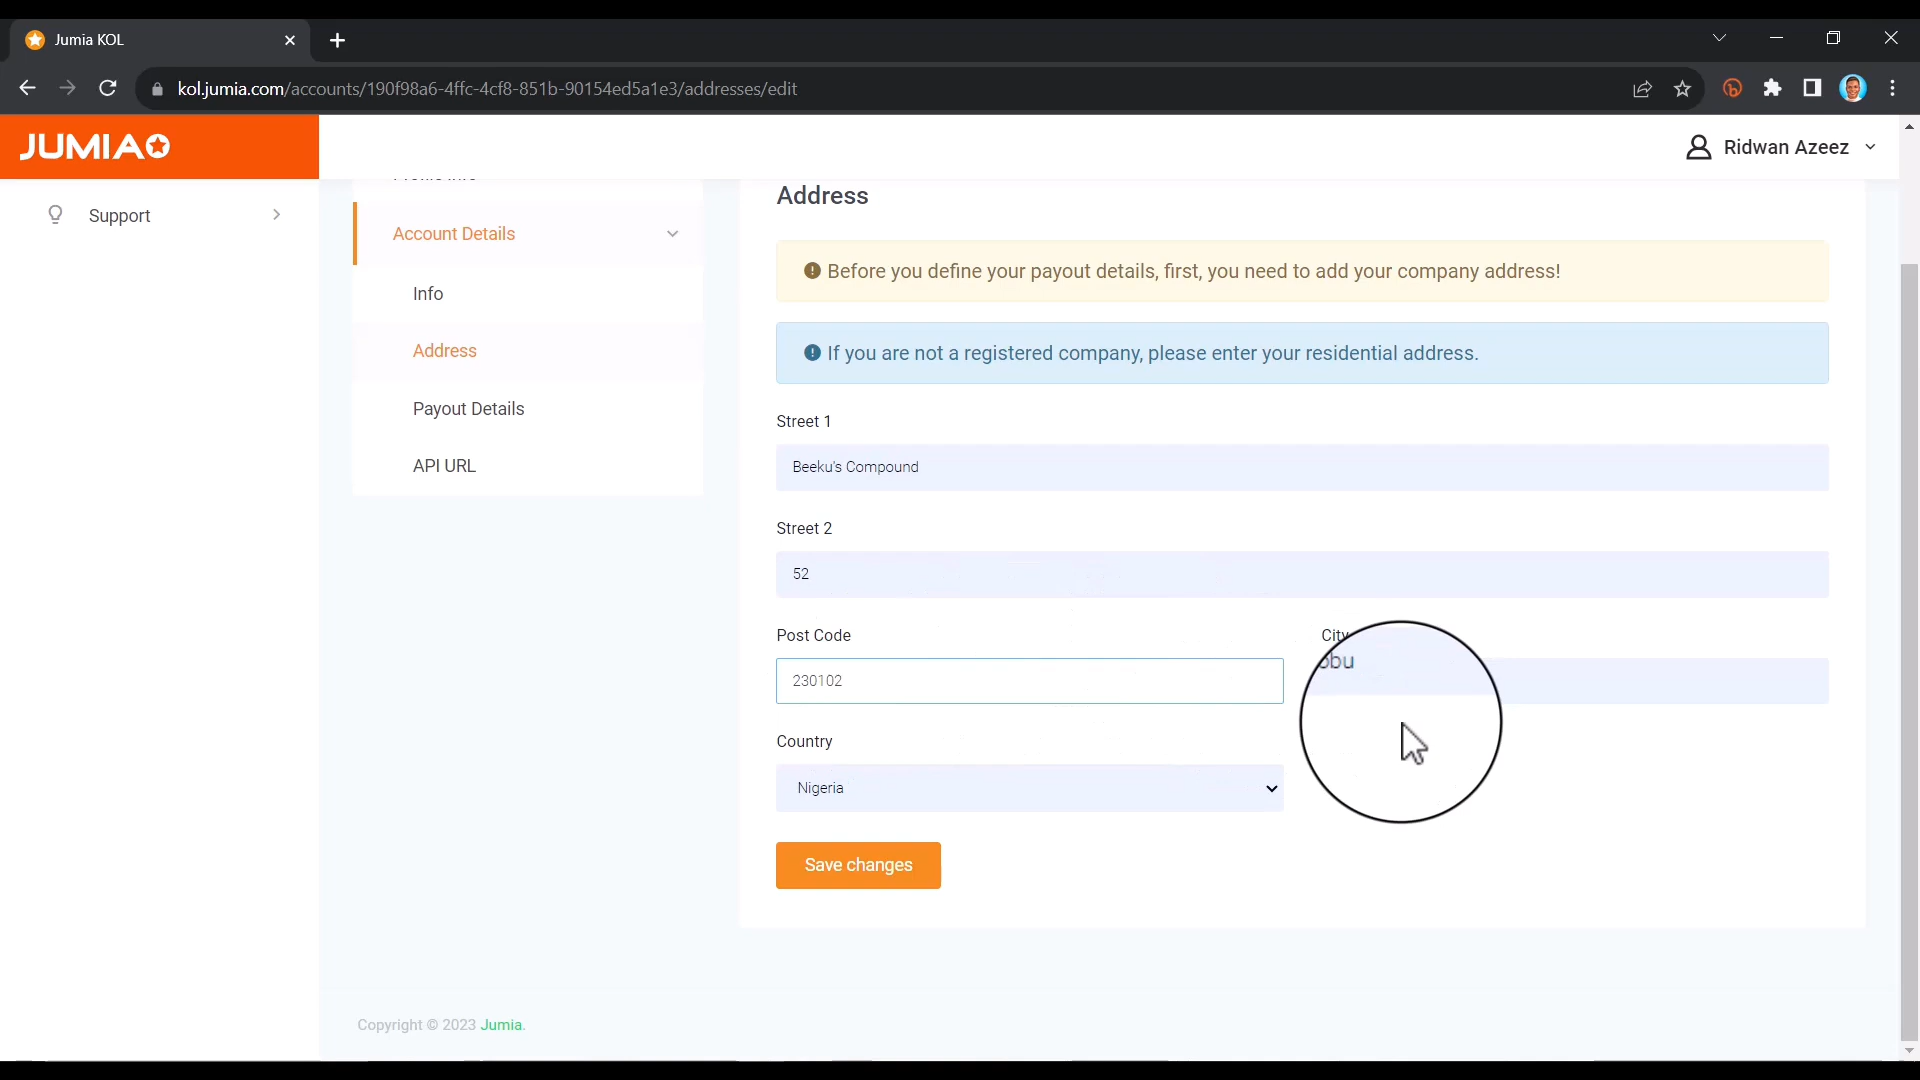 Jumia KOL
kol.jumia.com/accounts/190f98a6-4ffc-4cf8-851b-90154ed5a1e3/addresses/edit
JUMIA
Ridwan Azeez
Support
Account Details
Info
Address
Payout Details
API URL
Address
Before you define your payout details, first, you need to add your company address!
If you are not a registered company, please enter your residential address.
Street 1
Beeku's Compound
Street 2
52
Post Code
City
230102
Country
Nigeria
Save changes
Copyright © 2023 Jumia.